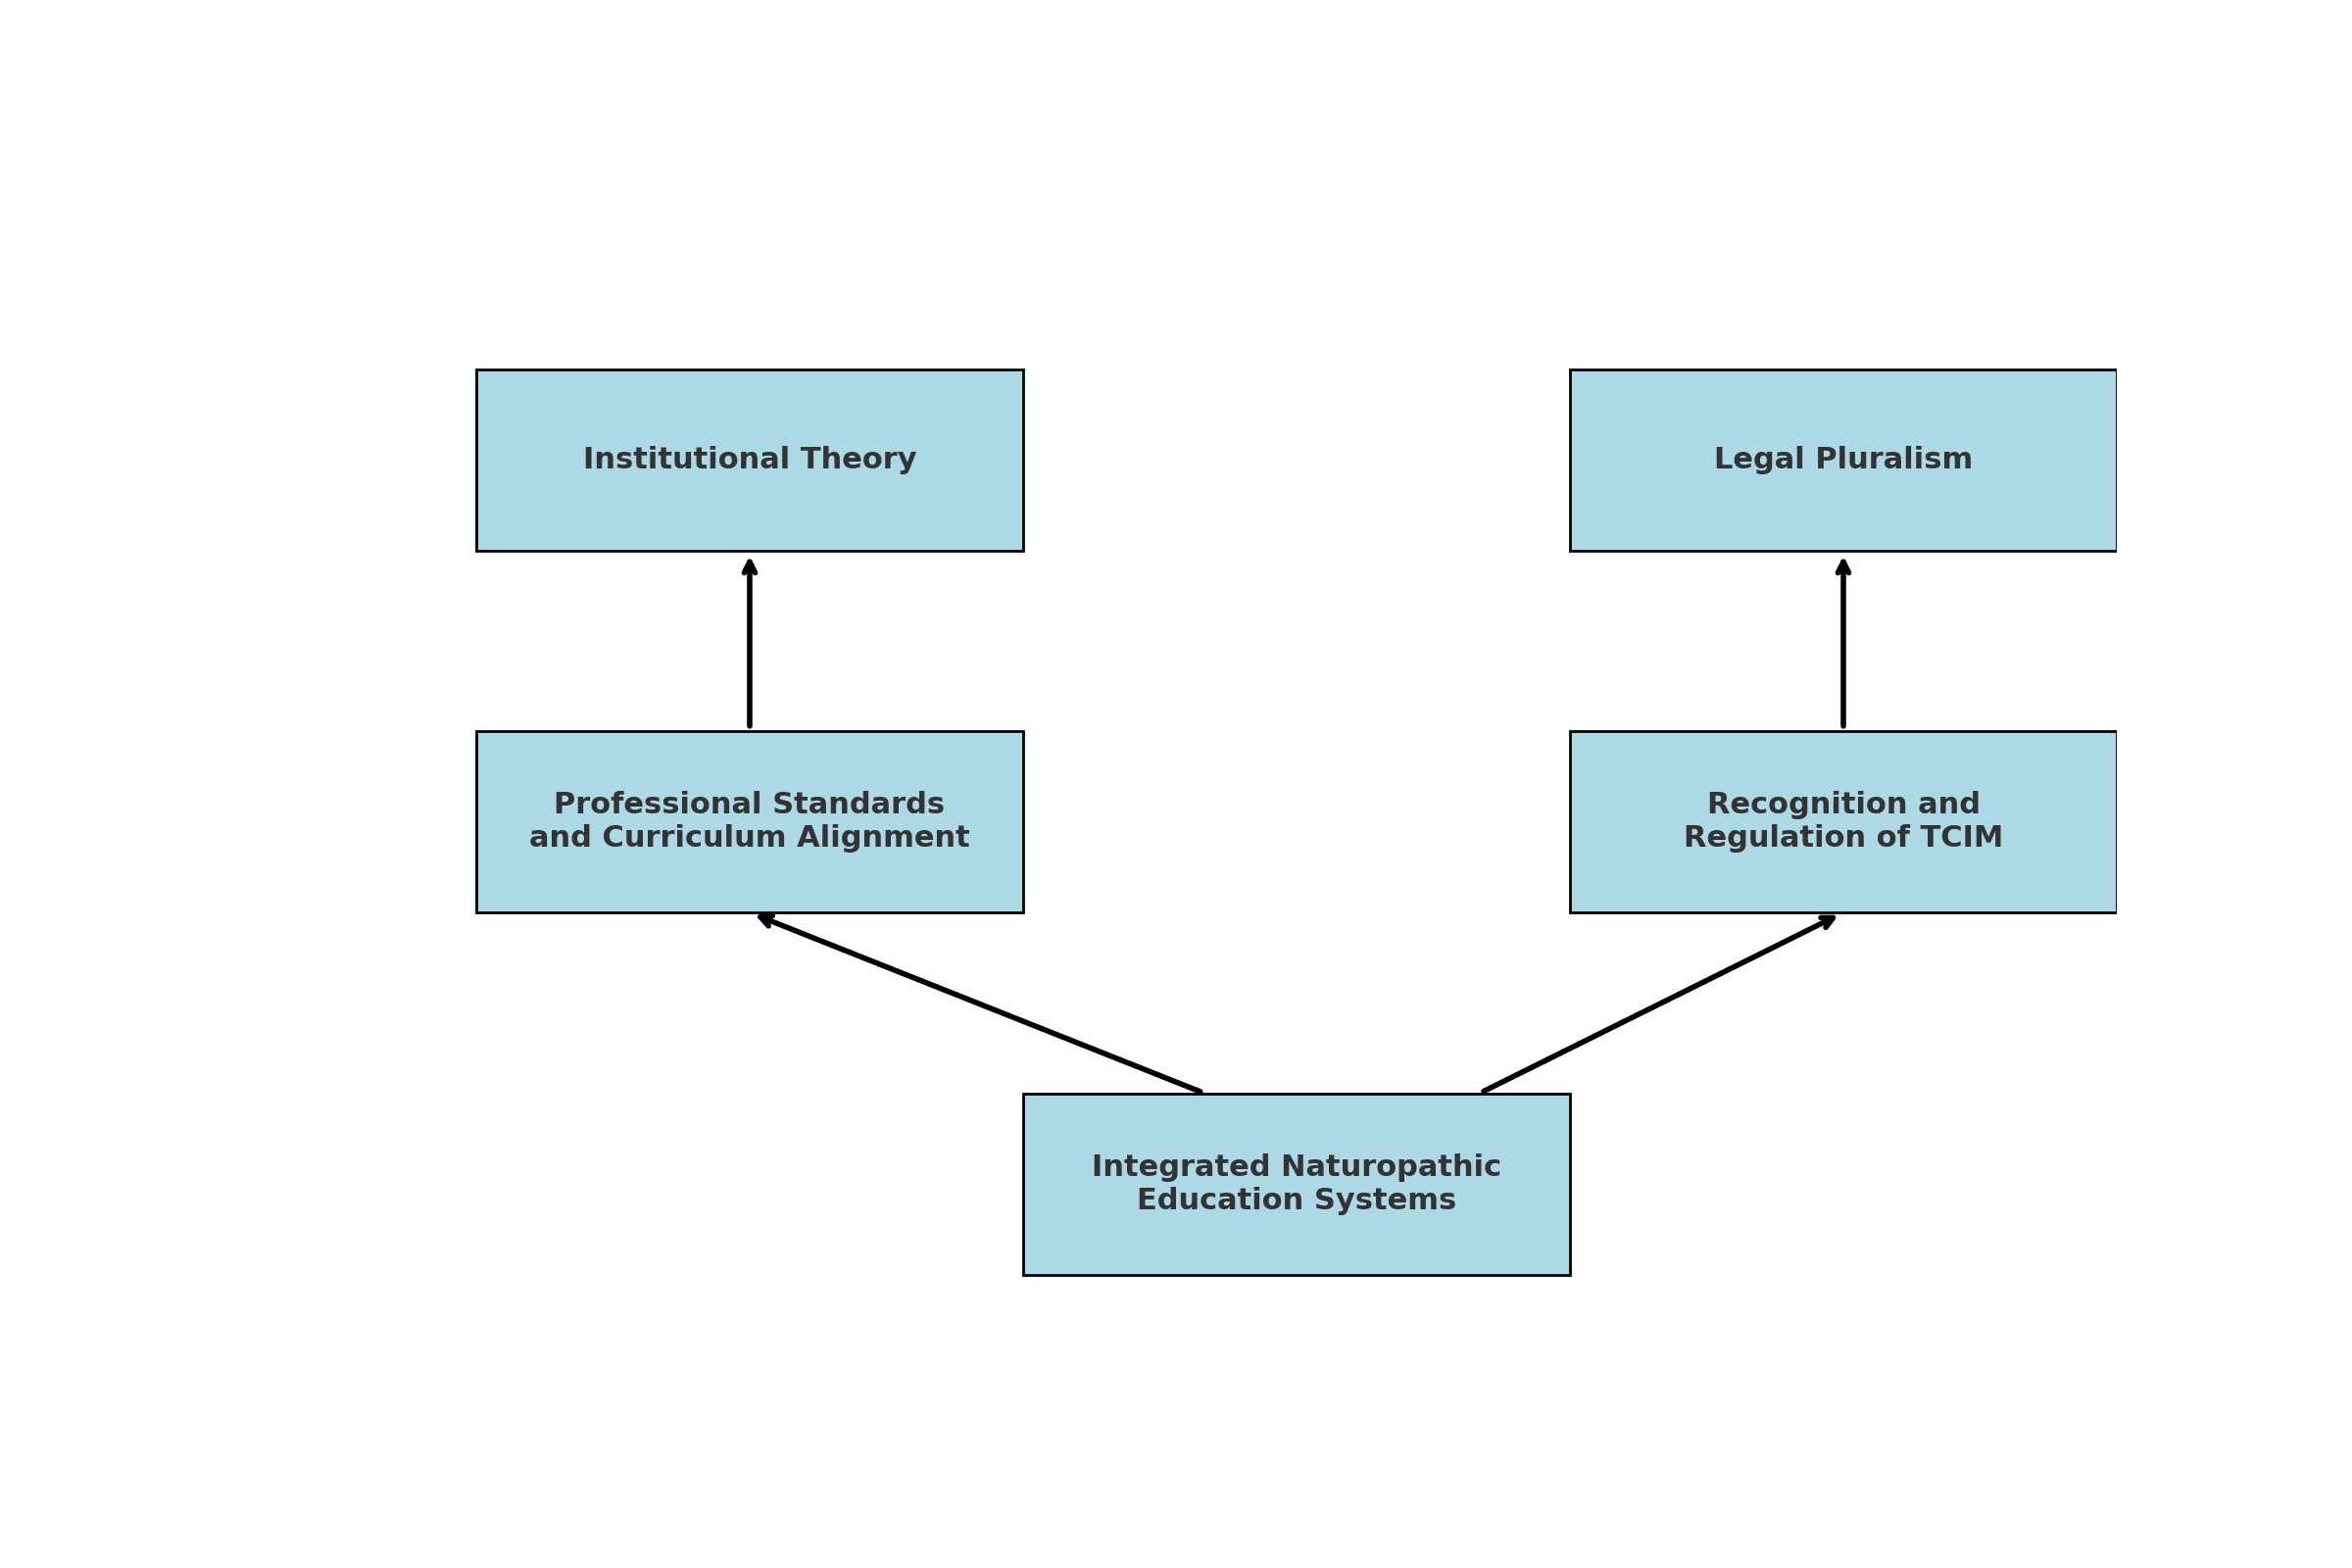 Institutional Theory
Legal Pluralism
Professional Standards
and Curriculum Alignment
Recognition and
Regulation of TCIM
Integrated Naturopathic
Education Systems